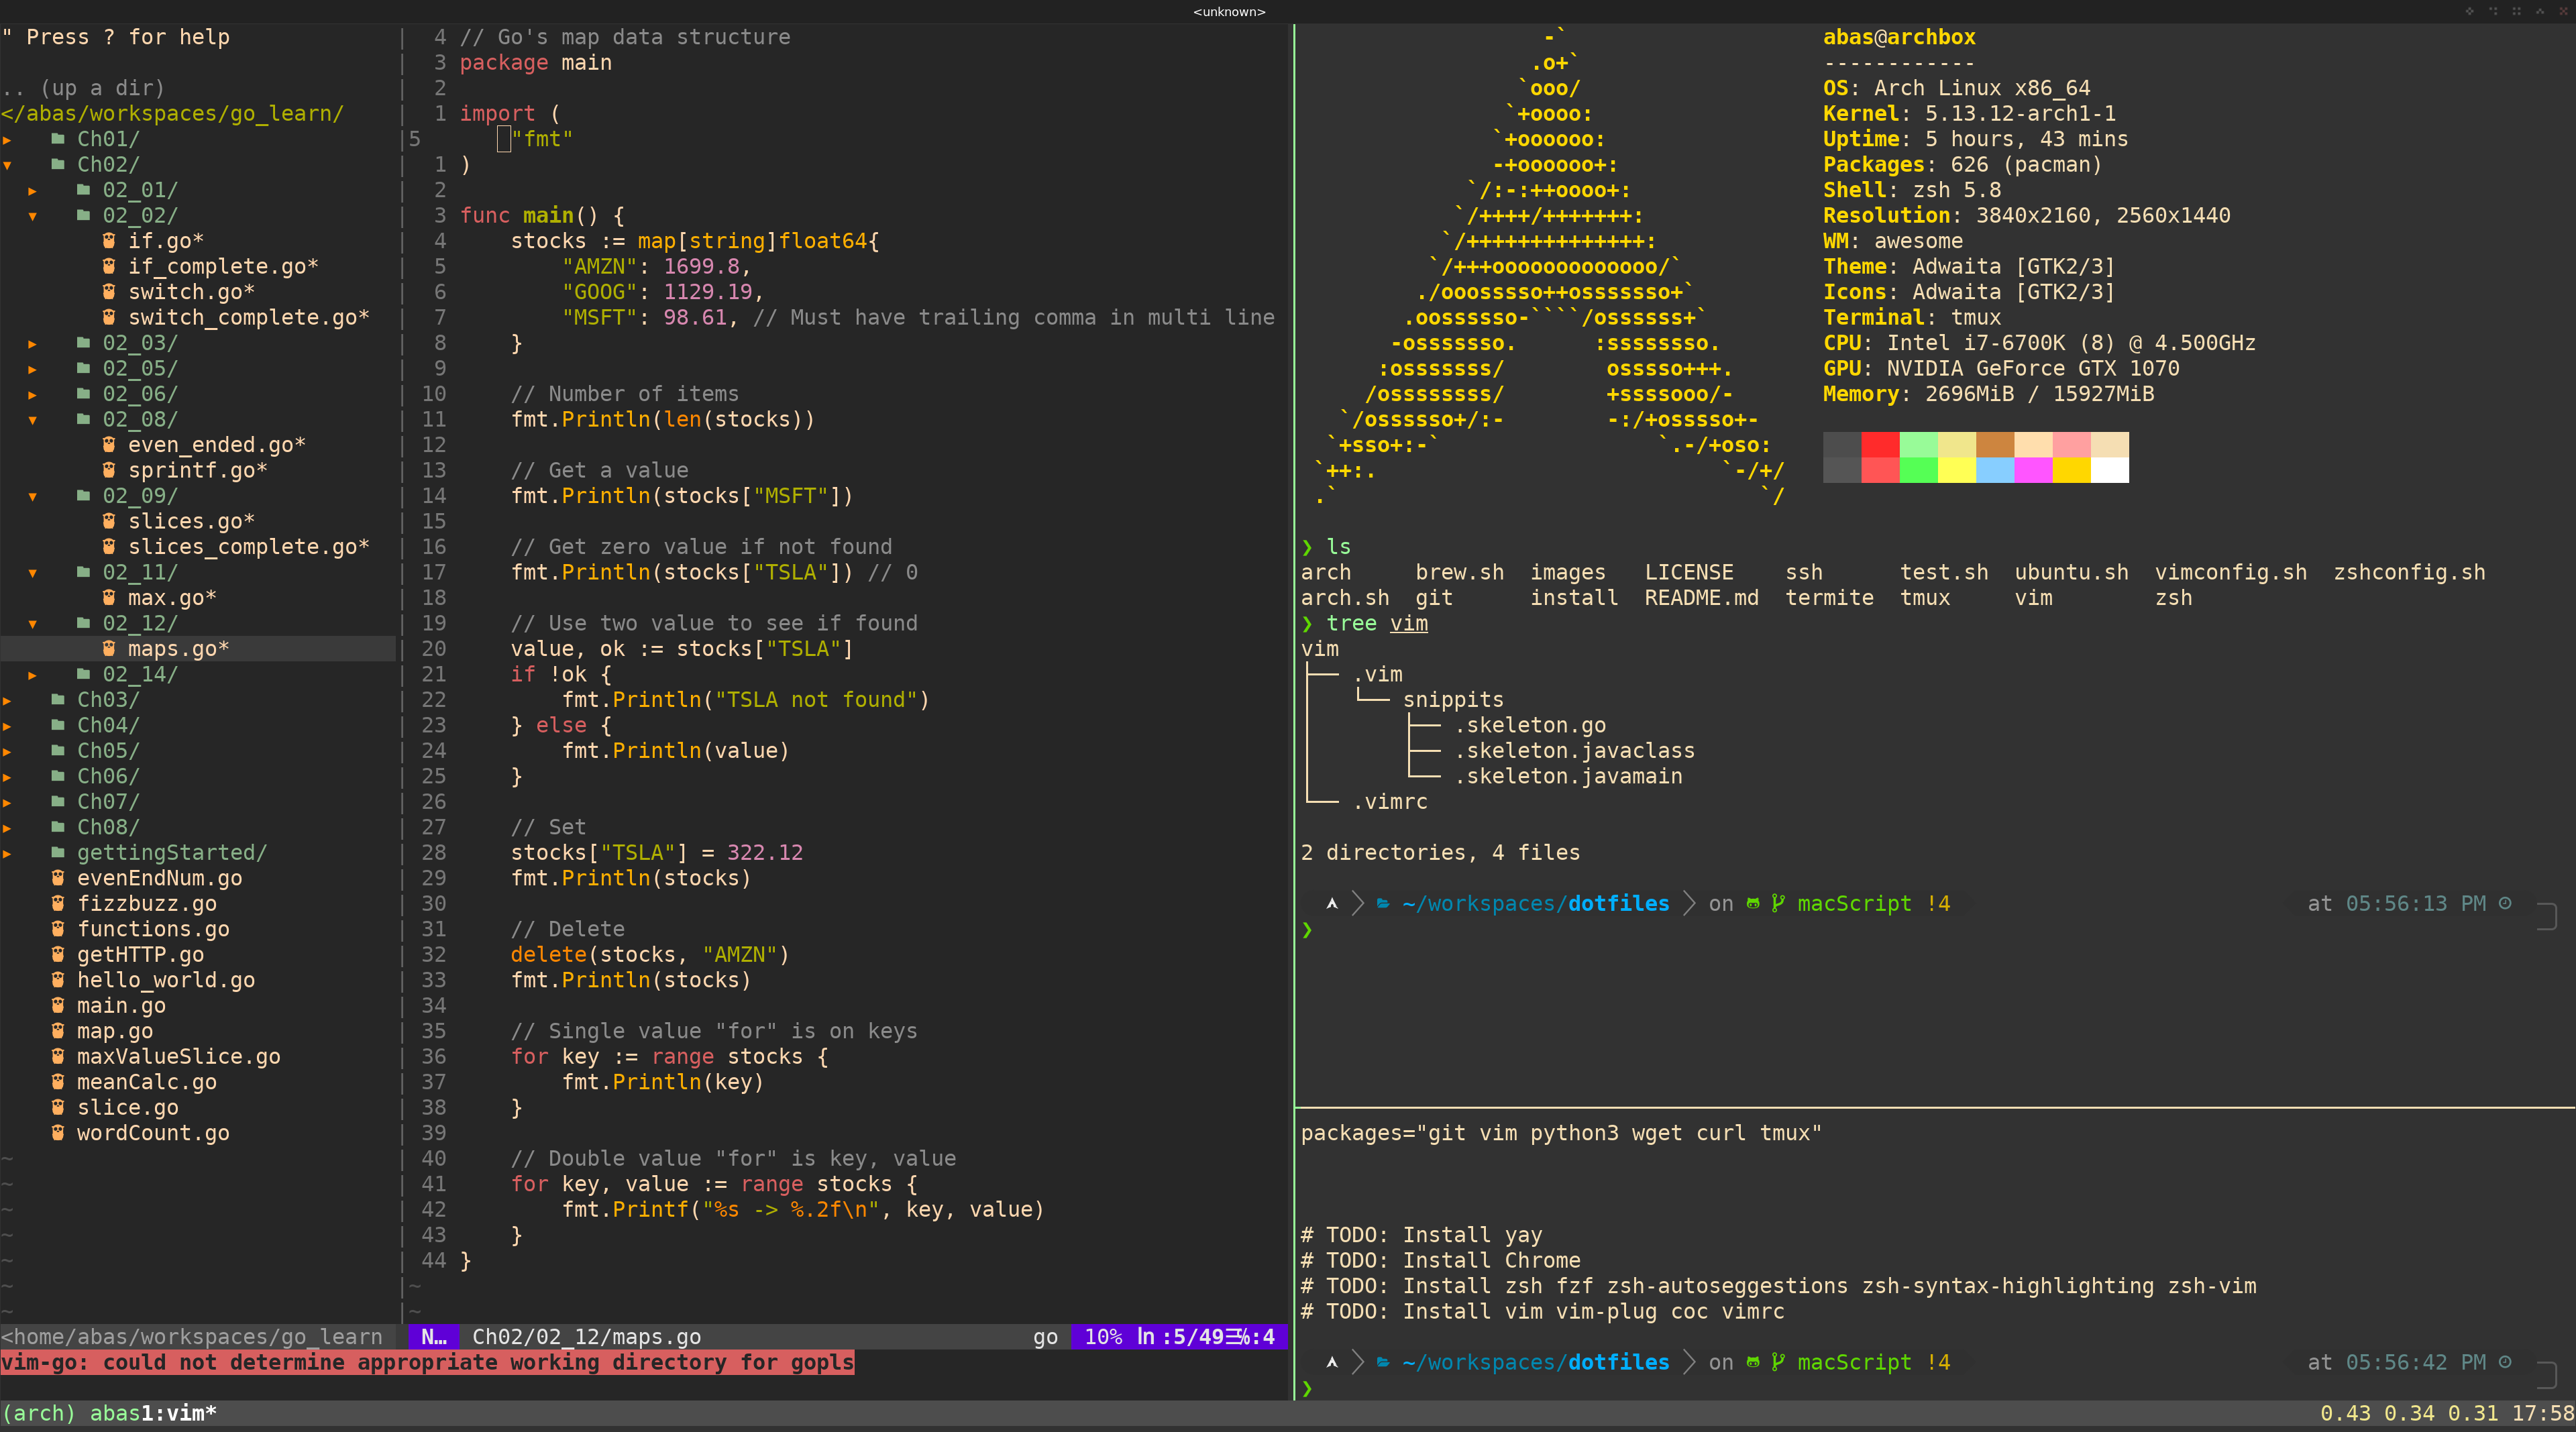 <unknown>
" Press ? for help
.. (up a dir)
</abas/workspaces/go_learn/
▸ Ch01/
▾ Ch02/
▸ 02_01/
▾ 02_02/
if.go*
if_complete.go*
switch.go*
switch_complete.go*
▸ 02_03/
▸ 02_05/
▸ 02_06/
▾ 02_08/
even_ended.go*
sprintf.go*
▾ 02_09/
slices.go*
slices_complete.go*
▾ 02_11/
max.go*
▾ 02_12/
maps.go*
▸ 02_14/
▸ Ch03/
▸ Ch04/
▸ Ch05/
▸ Ch06/
▸ Ch07/
▸ Ch08/
▸ gettingStarted/
evenEndNum.go
fizzbuzz.go
functions.go
getHTTP.go
hello_world.go
main.go
map.go
maxValueSlice.go
meanCalc.go
slice.go
wordCount.go
~
~
~
~
~
~
~
<home/abas/workspaces/go_learn
4 // Go's map data structure
3 package main
2
1 import (
5 "fmt"
1 )
2
3 func main() {
4 stocks := map[string]float64{
5 "AMZN": 1699.8,
6 "GOOG": 1129.19,
7 "MSFT": 98.61, // Must have trailing comma in multi line
8 }
9
10 // Number of items
11 fmt.Println(len(stocks))
12
13 // Get a value
14 fmt.Println(stocks["MSFT"])
15
16 // Get zero value if not found
17 fmt.Println(stocks["TSLA"]) // 0
18
19 // Use two value to see if found
20 value, ok := stocks["TSLA"]
21 if !ok {
22 fmt.Println("TSLA not found")
23 } else {
24 fmt.Println(value)
25 }
26
27 // Set
28 stocks["TSLA"] = 322.12
29 fmt.Println(stocks)
30
31 // Delete
32 delete(stocks, "AMZN")
33 fmt.Println(stocks)
34
35 // Single value "for" is on keys
36 for key := range stocks {
37 fmt.Println(key)
38 }
39
40 // Double value "for" is key, value
41 for key, value := range stocks {
42 fmt.Printf("%s -> %.2f\n", key, value)
43 }
44 }
~
~
N… Ch02/02_12/maps.go go 10% ㏑:5/49☰℅:4
vim-go: could not determine appropriate working directory for gopls
-`
.o+`
`ooo/
`+oooo:
`+oooooo:
-+oooooo+:
`/:-:++oooo+:
`/++++/+++++++:
`/++++++++++++++:
`/+++ooooooooooooo/`
./ooosssso++osssssso+`
.oossssso-````/ossssss+`
-osssssso. :ssssssso.
:osssssss/ osssso+++.
/ossssssss/ +ssssooo/-
`/ossssso+/:- -:/+osssso+-
`+sso+:-` `.-/+oso:
`++:. `-/+/
.` `/
abas@archbox
------------
OS: Arch Linux x86_64
Kernel: 5.13.12-arch1-1
Uptime: 5 hours, 43 mins
Packages: 626 (pacman)
Shell: zsh 5.8
Resolution: 3840x2160, 2560x1440
WM: awesome
Theme: Adwaita [GTK2/3]
Icons: Adwaita [GTK2/3]
Terminal: tmux
CPU: Intel i7-6700K (8) @ 4.500GHz
GPU: NVIDIA GeForce GTX 1070
Memory: 2696MiB / 15927MiB
❯ ls
arch brew.sh images LICENSE ssh test.sh ubuntu.sh vimconfig.sh zshconfig.sh
arch.sh git install README.md termite tmux vim zsh
❯ tree vim
vim
├── .vim
│   └── snippits
│       ├── .skeleton.go
│       ├── .skeleton.javaclass
│       └── .skeleton.javamain
└── .vimrc
2 directories, 4 files
~/workspaces/dotfiles on macScript !4 at 05:56:13 PM
❯
packages="git vim python3 wget curl tmux"
# TODO: Install yay
# TODO: Install Chrome
# TODO: Install zsh fzf zsh-autoseggestions zsh-syntax-highlighting zsh-vim
# TODO: Install vim vim-plug coc vimrc
~/workspaces/dotfiles on macScript !4 at 05:56:42 PM
❯
(arch) abas1:vim* 0.43 0.34 0.31 17:58